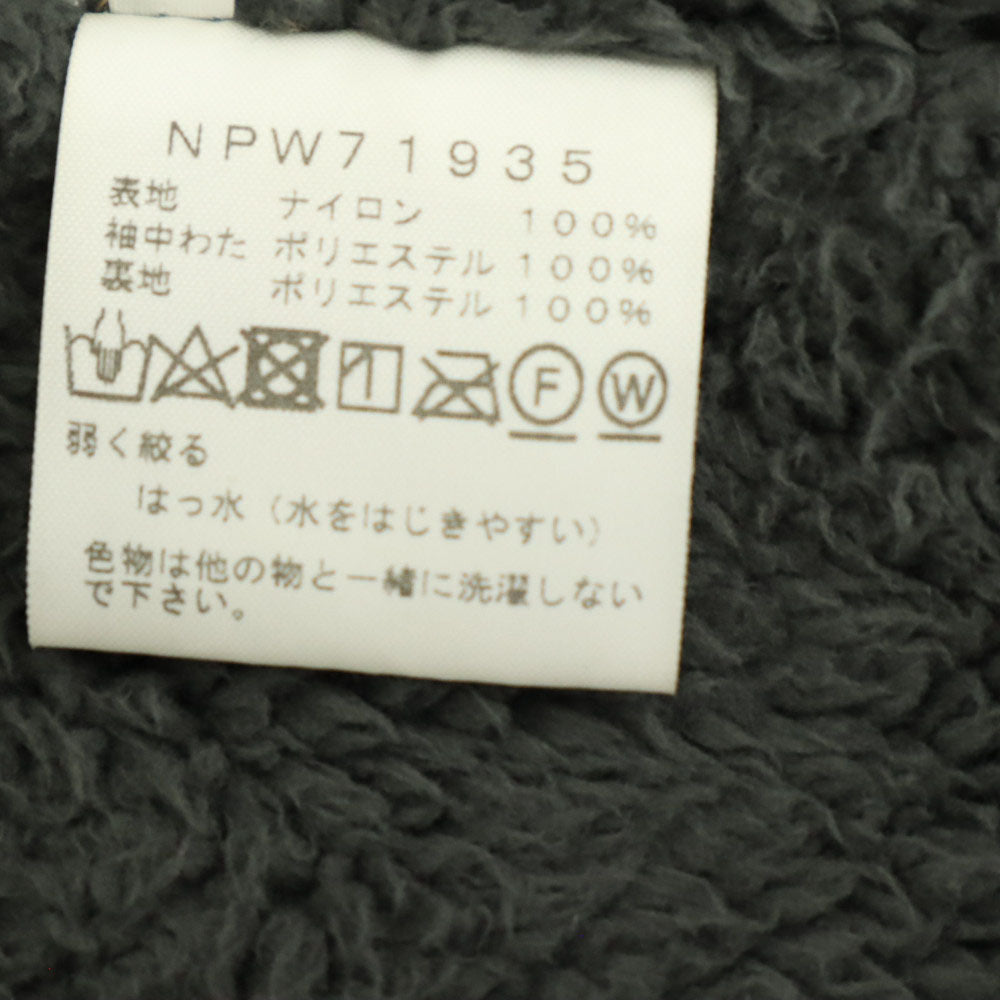 NPW71935
表地 ナイロン 100%
袖中わた ポリエステル 100%
裏地 ポリエステル 100%
F W
弱く絞る
はっ水（水をはじきやすい）
色物は他の物と一緒に洗濯しない
で下さい。